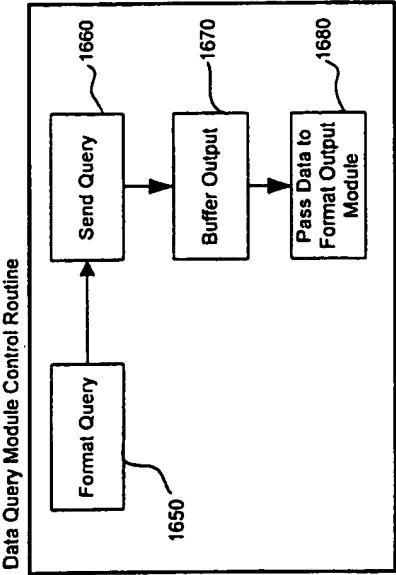 Data Query Module Control Routine
Format Query
1650
Send Query
1660
Buffer Output
1670
Pass Data to
Format Output
Module
1680